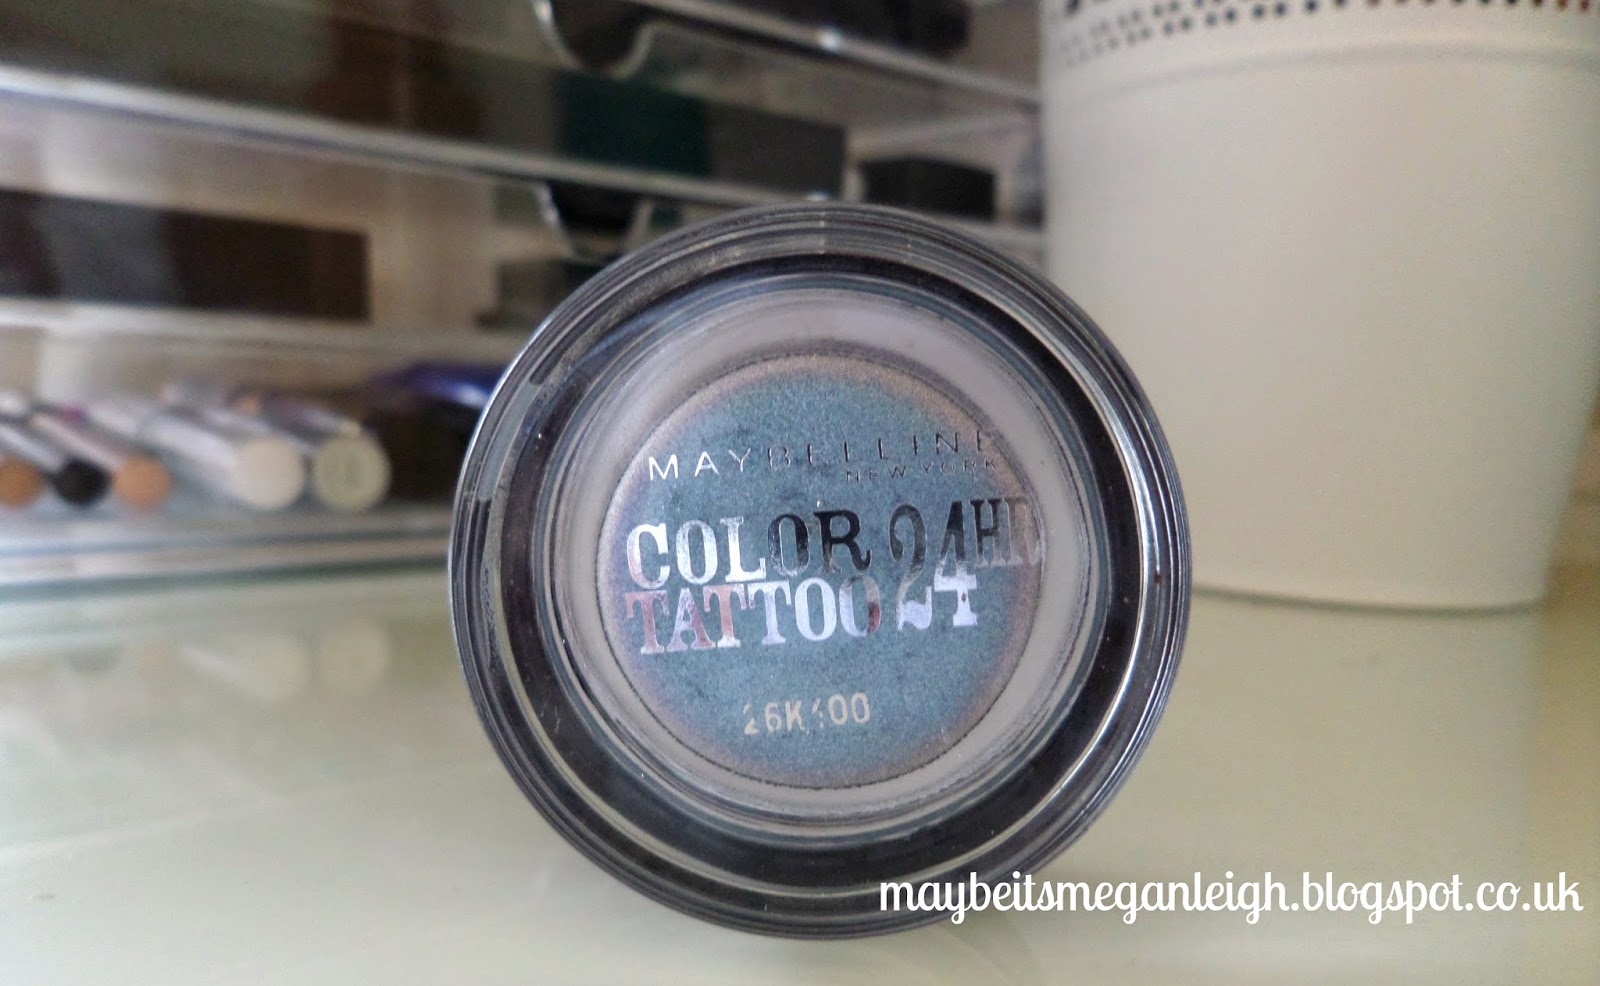 MAYBELLINE
NEW YORK
COLOR 24HR
TATTOO 24
maybeitsmeganleigh.blogspot.co.uk